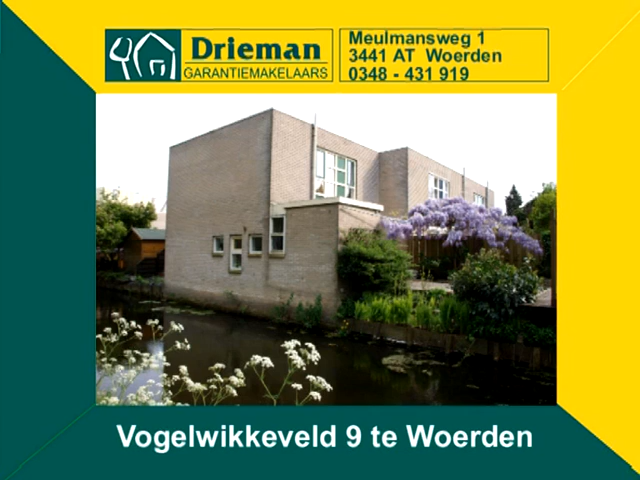 Drieman
GARANTIEMAKELAARS
Meulmansweg 1
3441 AT Woerden
0348 - 431 919
Vogelwikkeveld 9 te Woerden